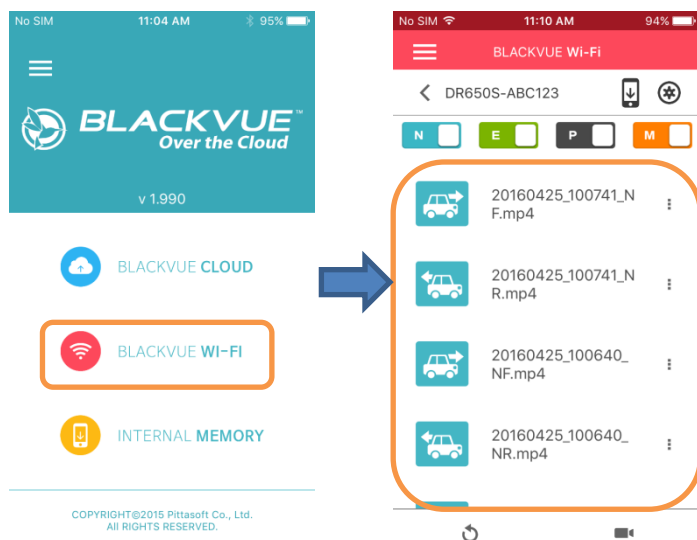 No SIM 11:04 AM 95%
BLACKVUE™
Over the Cloud
v 1.990
BLACKVUE CLOUD
BLACKVUE WI-FI
INTERNAL MEMORY
COPYRIGHT©2015 Pittasoft Co., Ltd.
All RIGHTS RESERVED.
No SIM 11:10 AM 94%
BLACKVUE Wi-Fi
DR650S-ABC123
N E P M
20160425_100741_N
F.mp4
20160425_100741_N
R.mp4
20160425_100640_
NF.mp4
20160425_100640_
NR.mp4